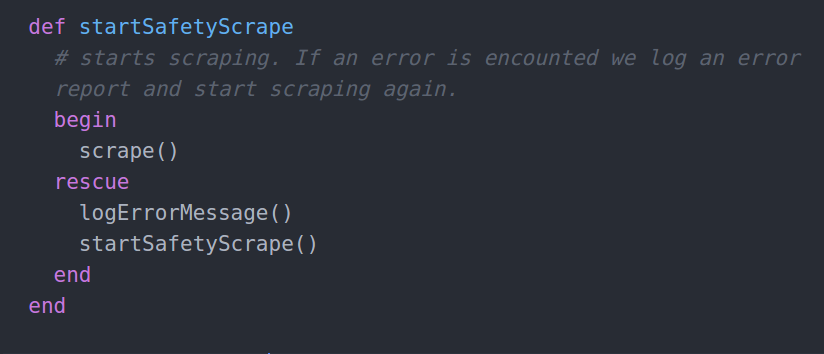 def startSafetyScrape
# starts scraping. If an error is encountered we log an error
report and start scraping again.
begin
scrape()
rescue
logErrorMessage()
startSafetyScrape()
end
end